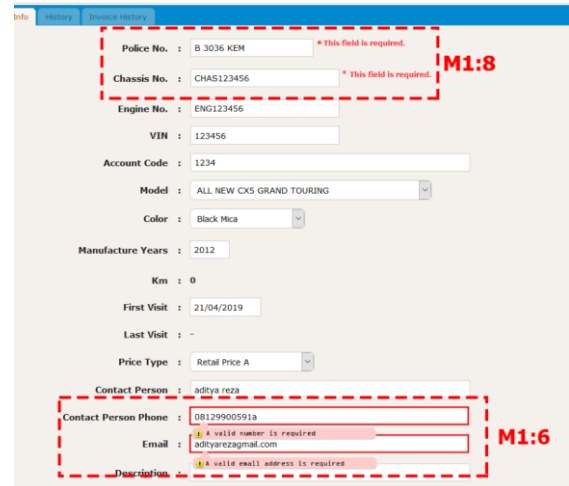 Info History Invoice History
Police No. : B 3036 KEM * This field is required.
M1:8
Chassis No. : CHAS123456 * This field is required.
Engine No. : ENG123456
VIN : 123456
Account Code : 1234
Model : ALL NEW CX5 GRAND TOURING
Color : Black Mica
Manufacture Years : 2012
Km : 0
First Visit : 21/04/2019
Last Visit : -
Price Type : Retail Price A
Contact Person : aditya reza
Contact Person Phone : 08129900591a
A valid number is required
M1:6
Email : adityarezagmail.com
A valid email address is required
Description :